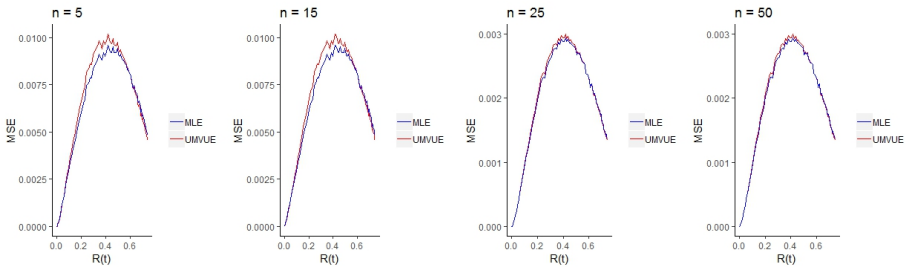 n = 5
MSE
0.0100
0.0075
0.0050
0.0025
0.0000
0.0 0.2 0.4 0.6
R(t)
MLE
UMVUE
n = 15
MSE
0.0100
0.0075
0.0050
0.0025
0.0000
0.0 0.2 0.4 0.6
R(t)
MLE
UMVUE
n = 25
MSE
0.003
0.002
0.001
0.000
0.0 0.2 0.4 0.6
R(t)
MLE
UMVUE
n = 50
MSE
0.003
0.002
0.001
0.000
0.0 0.2 0.4 0.6
R(t)
MLE
UMVUE